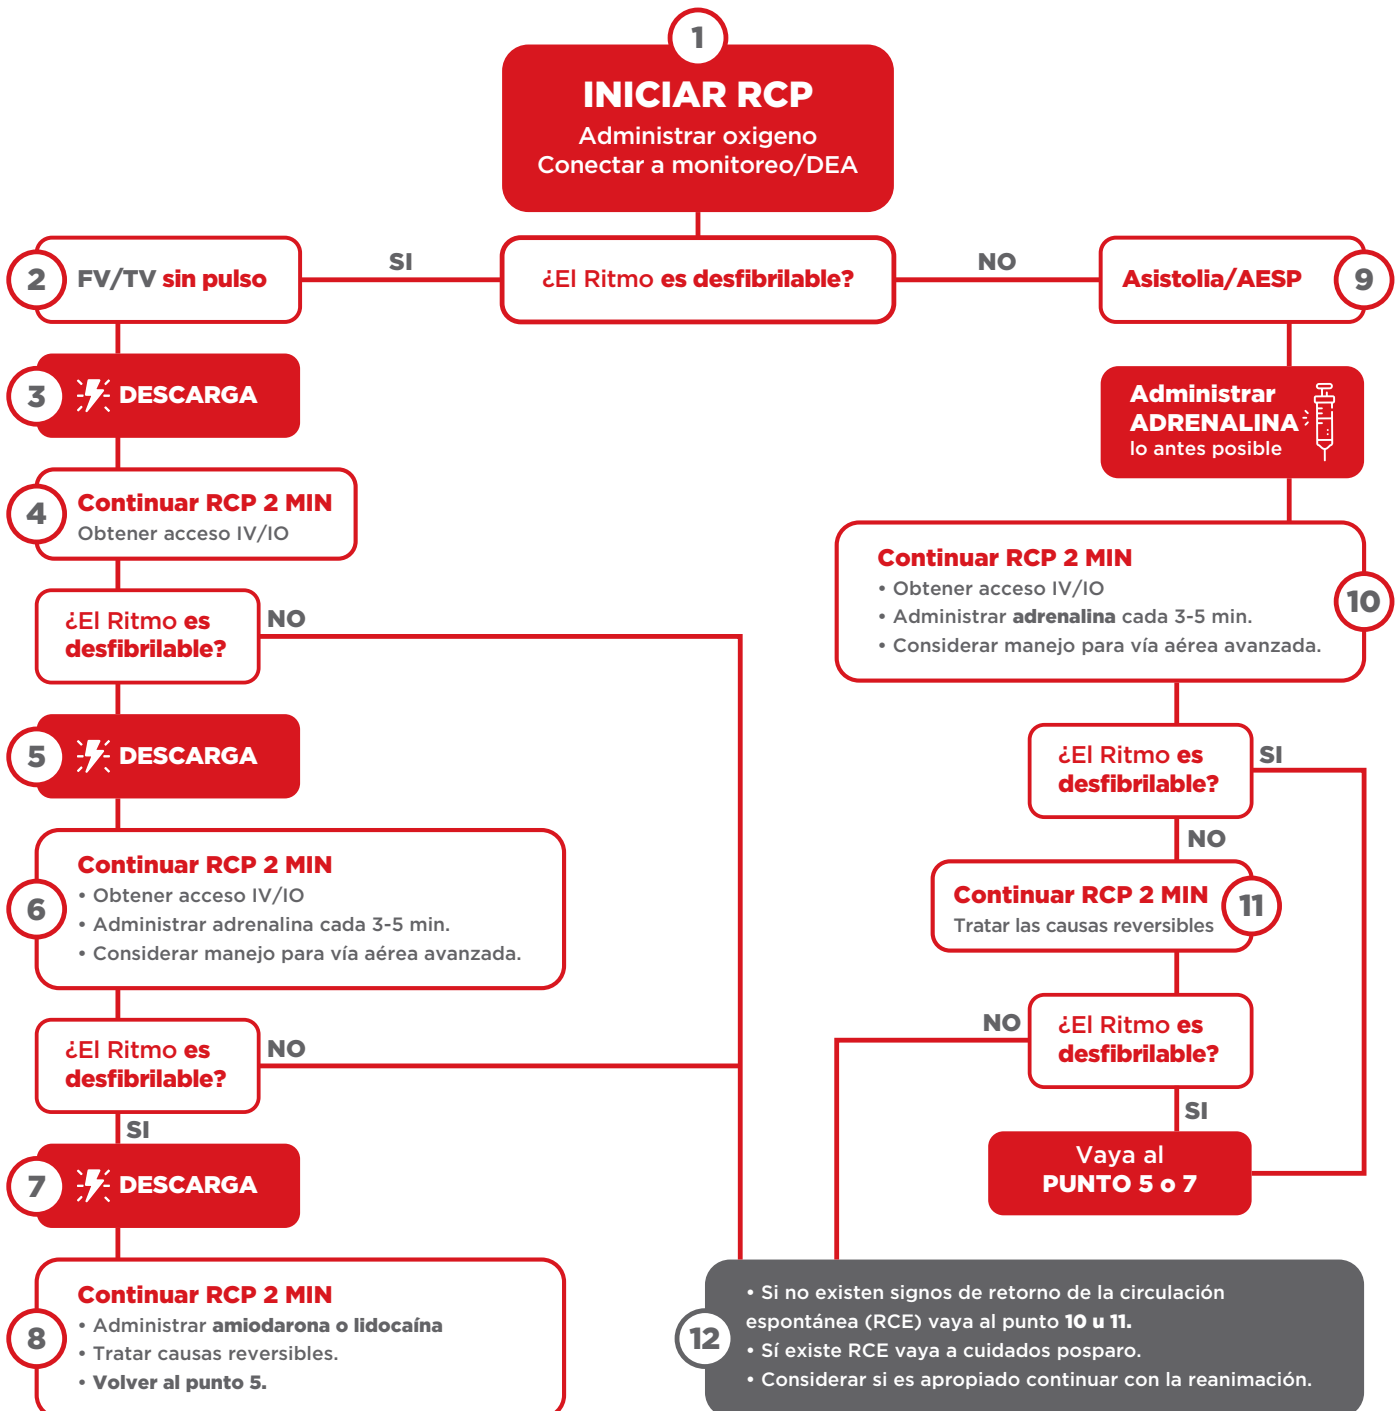 1
INICIAR RCP
Administrar oxigeno
Conectar a monitoreo/DEA
¿El Ritmo es desfibrilable?
SI
NO
2
FV/TV sin pulso
3
DESCARGA
4
Continuar RCP 2 MIN
Obtener acceso IV/IO
¿El Ritmo es
desfibrilable?
NO
5
DESCARGA
6
Continuar RCP 2 MIN
• Obtener acceso IV/IO
• Administrar adrenalina cada 3-5 min.
• Considerar manejo para vía aérea avanzada.
¿El Ritmo es
desfibrilable?
NO
SI
7
DESCARGA
8
Continuar RCP 2 MIN
• Administrar amiodarona o lidocaína
• Tratar causas reversibles.
• Volver al punto 5.
Asistolia/AESP
9
Administrar
ADRENALINA
lo antes posible
Continuar RCP 2 MIN
• Obtener acceso IV/IO
• Administrar adrenalina cada 3-5 min.
• Considerar manejo para vía aérea avanzada.
10
¿El Ritmo es
desfibrilable?
SI
NO
Continuar RCP 2 MIN
Tratar las causas reversibles
11
¿El Ritmo es
desfibrilable?
NO
SI
Vaya al
PUNTO 5 o 7
12
• Si no existen signos de retorno de la circulación
espontánea (RCE) vaya al punto 10 u 11.
• Sí existe RCE vaya a cuidados posparo.
• Considerar si es apropiado continuar con la reanimación.